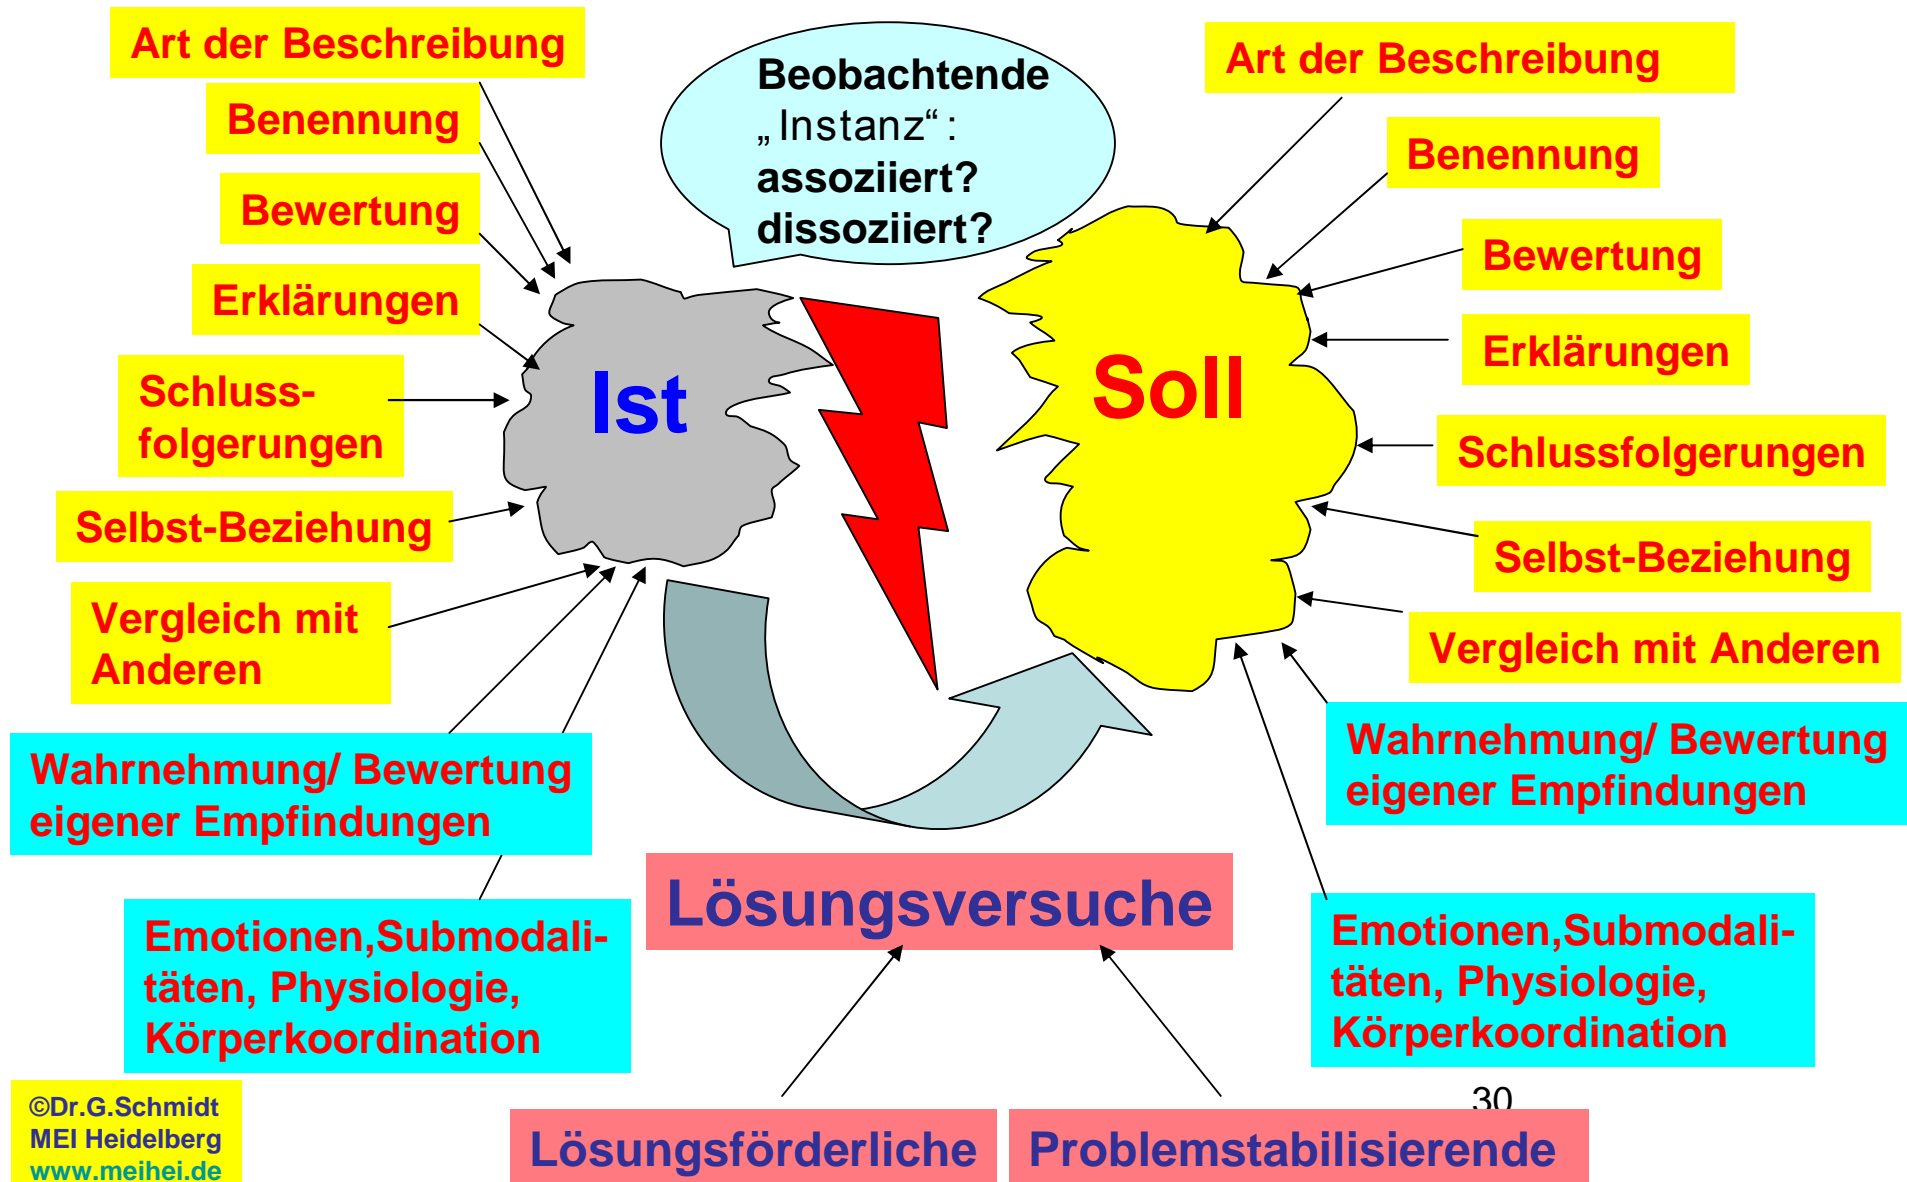 Art der Beschreibung
Benennung
Bewertung
Erklärungen
Schluss-
folgerungen
Selbst-Beziehung
Vergleich mit
Anderen
Wahrnehmung/ Bewertung
eigener Empfindungen
Emotionen,Submodali-
täten, Physiologie,
Körperkoordination
Beobachtende
„Instanz“:
assoziiert?
dissoziiert?
Ist
Soll
Art der Beschreibung
Benennung
Bewertung
Erklärungen
Schlussfolgerungen
Selbst-Beziehung
Vergleich mit Anderen
Wahrnehmung/ Bewertung
eigener Empfindungen
Emotionen,Submodali-
täten, Physiologie,
Körperkoordination
Lösungsversuche
Lösungsförderliche
Problemstabilisierende
30
©Dr.G.Schmidt
MEI Heidelberg
www.meihei.de